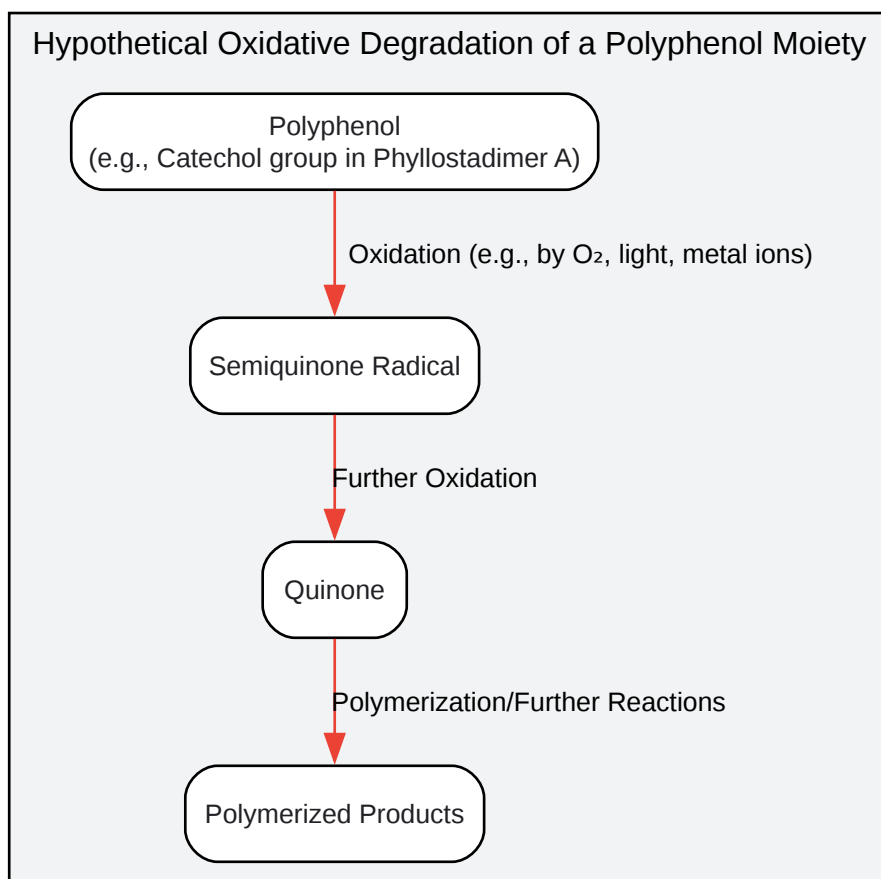 Hypothetical Oxidative Degradation of a Polyphenol Moiety
Polyphenol
(e.g., Catechol group in Phyllostadimer A)
Oxidation (e.g., by O₂, light, metal ions)
Semiquinone Radical
Further Oxidation
Quinone
Polymerization/Further Reactions
Polymerized Products